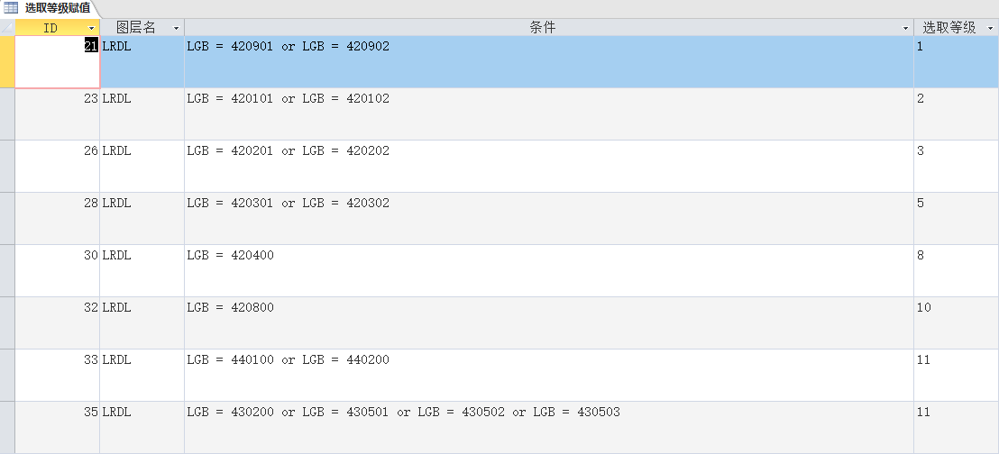 选取等级赋值
ID 图层名 条件 选取等级
21 LRDL LGB = 420901 or LGB = 420902 1
23 LRDL LGB = 420101 or LGB = 420102 2
26 LRDL LGB = 420201 or LGB = 420202 3
28 LRDL LGB = 420301 or LGB = 420302 5
30 LRDL LGB = 420400 8
32 LRDL LGB = 420800 10
33 LRDL LGB = 440100 or LGB = 440200 11
35 LRDL LGB = 430200 or LGB = 430501 or LGB = 430502 or LGB = 430503 11